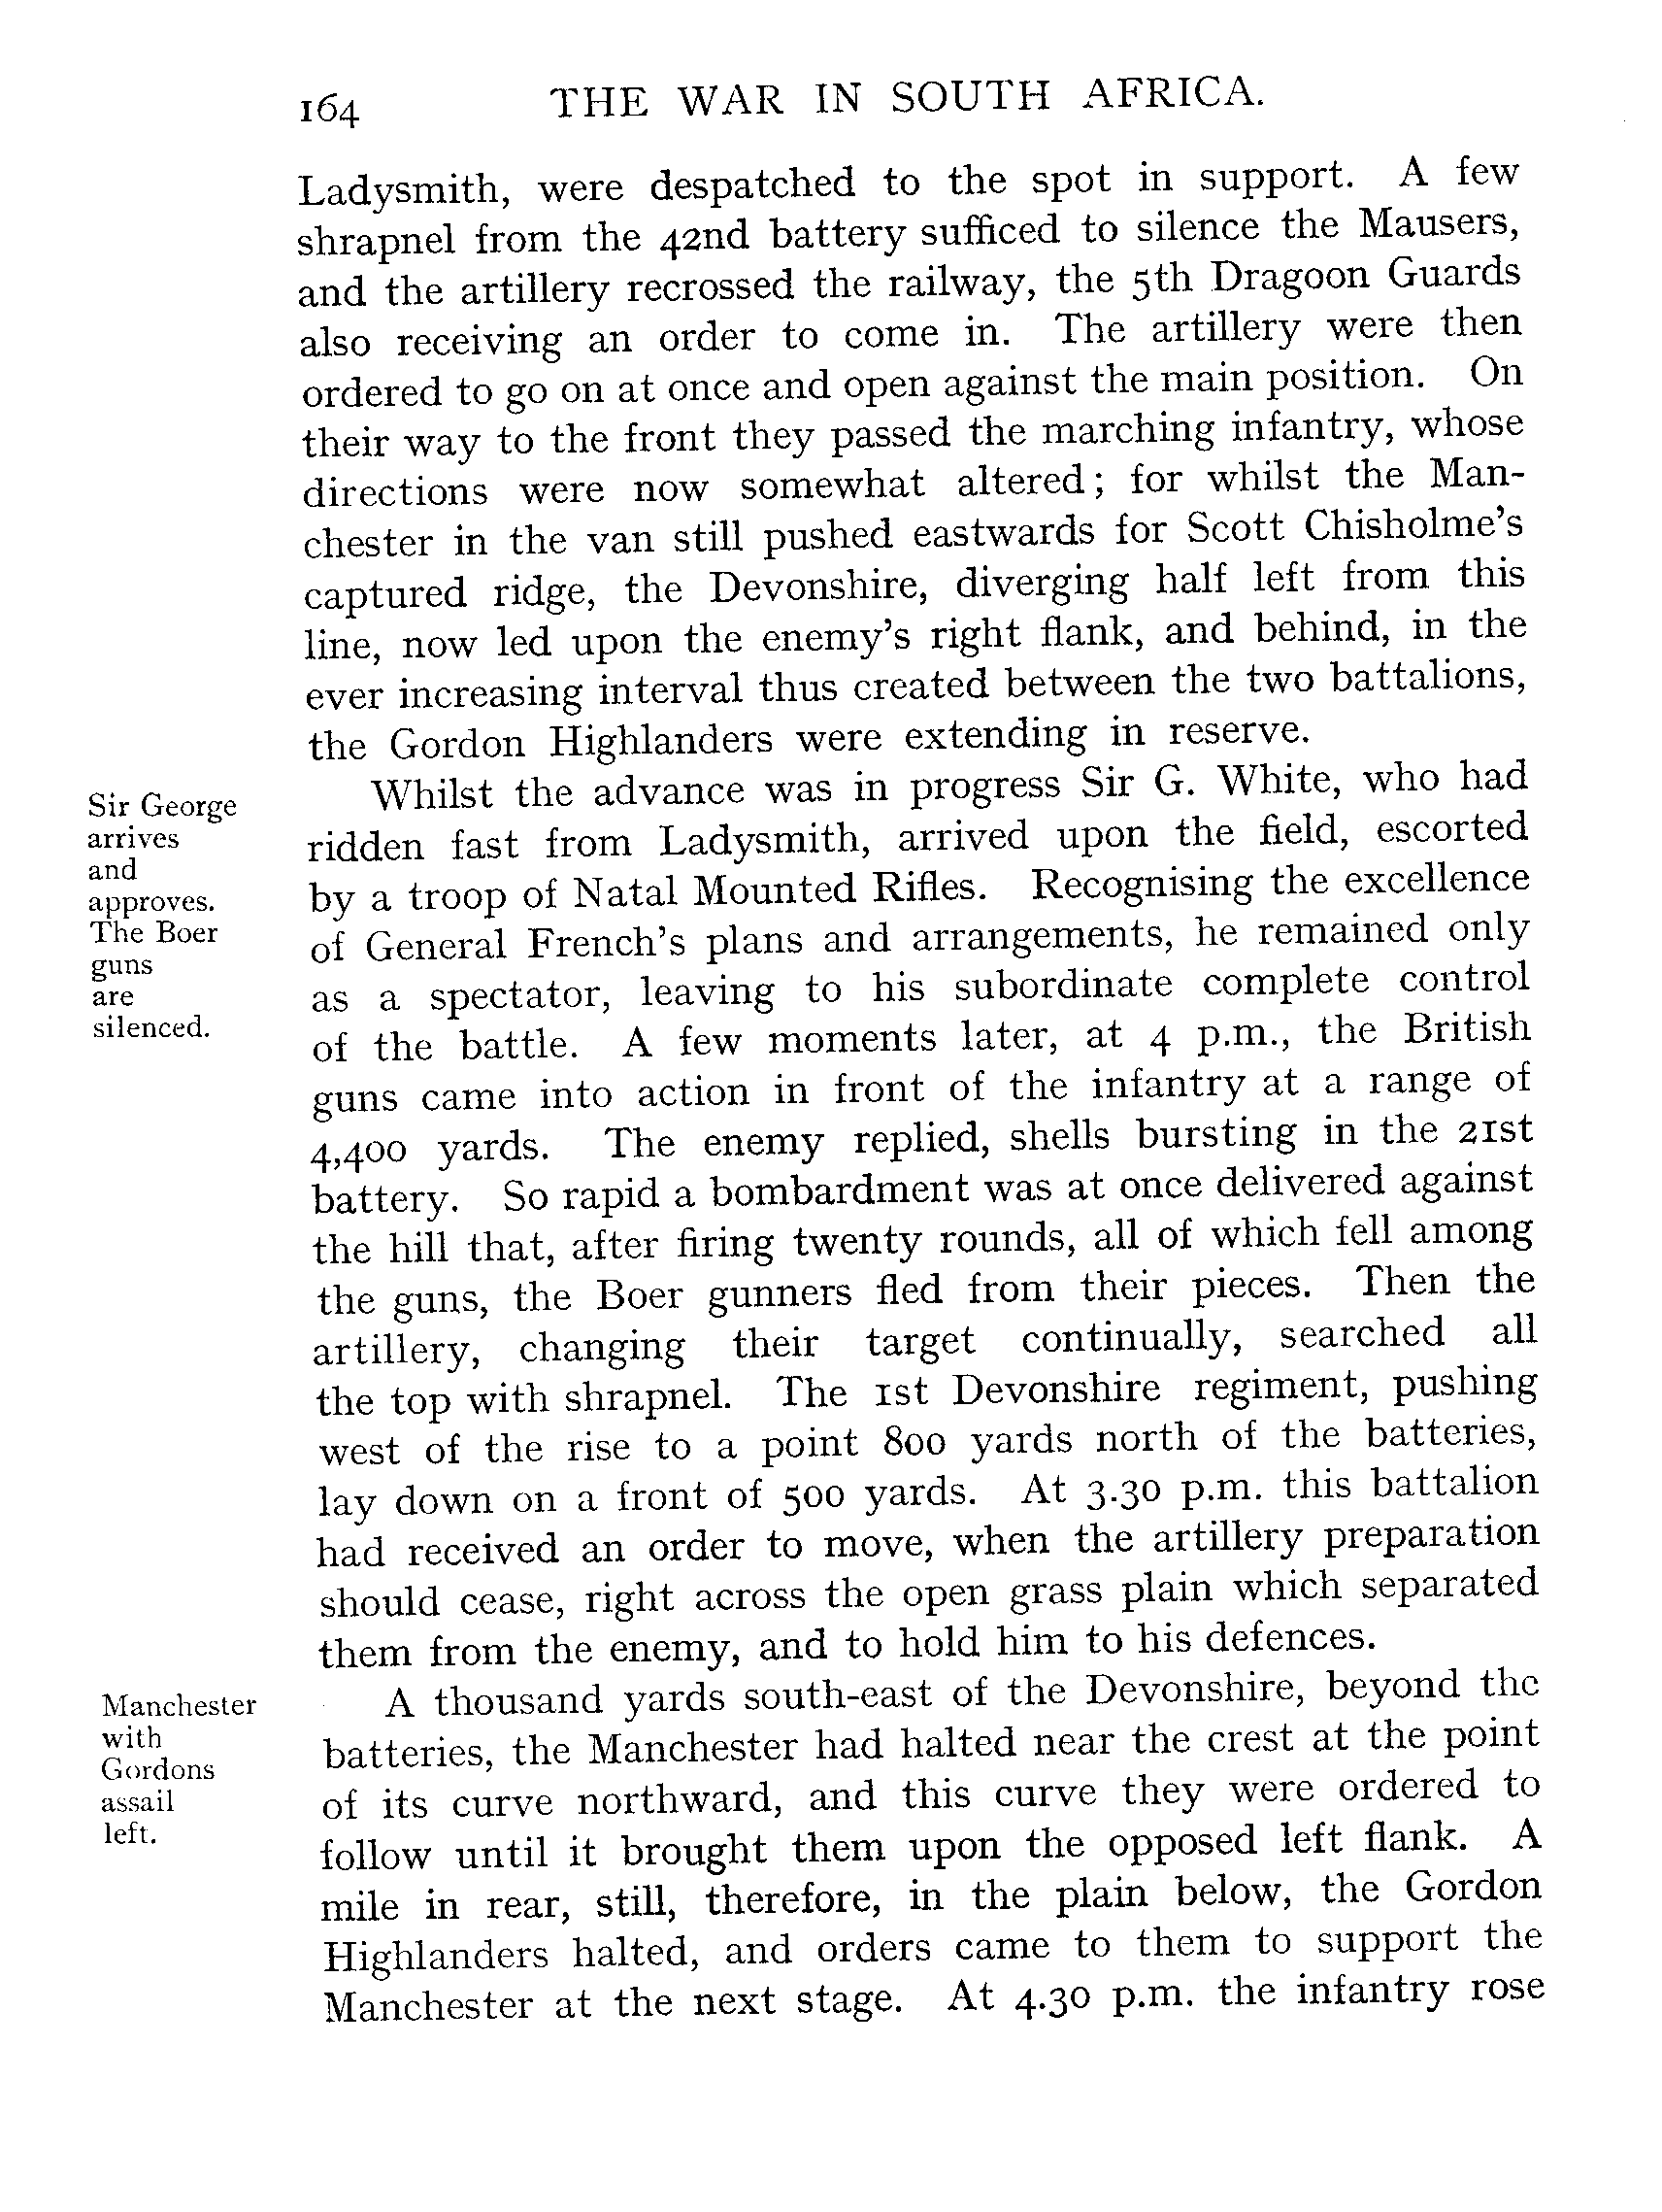 164 THE WAR IN SOUTH AFRICA.
Ladysmith, were despatched to the spot in support. A few
shrapnel from the 42nd battery sufficed to silence the Mausers,
and the artillery recrossed the railway, the 5th Dragoon Guards
also receiving an order to come in. The artillery were then
ordered to go on at once and open against the main position. On
their way to the front they passed the marching infantry, whose
directions were now somewhat altered; for whilst the Man-
chester in the van still pushed eastwards for Scott Chisholme's
captured ridge, the Devonshire, diverging half left from this
line, now led upon the enemy's right flank, and behind, in the
ever increasing interval thus created between the two battalions,
the Gordon Highlanders were extending in reserve.
Sir George
arrives
and
approves.
The Boer
guns
are
silenced.
Whilst the advance was in progress Sir G. White, who had
ridden fast from Ladysmith, arrived upon the field, escorted
by a troop of Natal Mounted Rifles. Recognising the excellence
of General French's plans and arrangements, he remained only
as a spectator, leaving to his subordinate complete control
of the battle. A few moments later, at 4 p.m., the British
guns came into action in front of the infantry at a range of
4,400 yards. The enemy replied, shells bursting in the 21st
battery. So rapid a bombardment was at once delivered against
the hill that, after firing twenty rounds, all of which fell among
the guns, the Boer gunners fled from their pieces. Then the
artillery, changing their target continually, searched all
the top with shrapnel. The 1st Devonshire regiment, pushing
west of the rise to a point 800 yards north of the batteries,
lay down on a front of 500 yards. At 3.30 p.m. this battalion
had received an order to move, when the artillery preparation
should cease, right across the open grass plain which separated
them from the enemy, and to hold him to his defences.
Manchester
with
Gordons
assail
left.
A thousand yards south-east of the Devonshire, beyond the
batteries, the Manchester had halted near the crest at the point
of its curve northward, and this curve they were ordered to
follow until it brought them upon the opposed left flank. A
mile in rear, still, therefore, in the plain below, the Gordon
Highlanders halted, and orders came to them to support the
Manchester at the next stage. At 4.30 p.m. the infantry rose